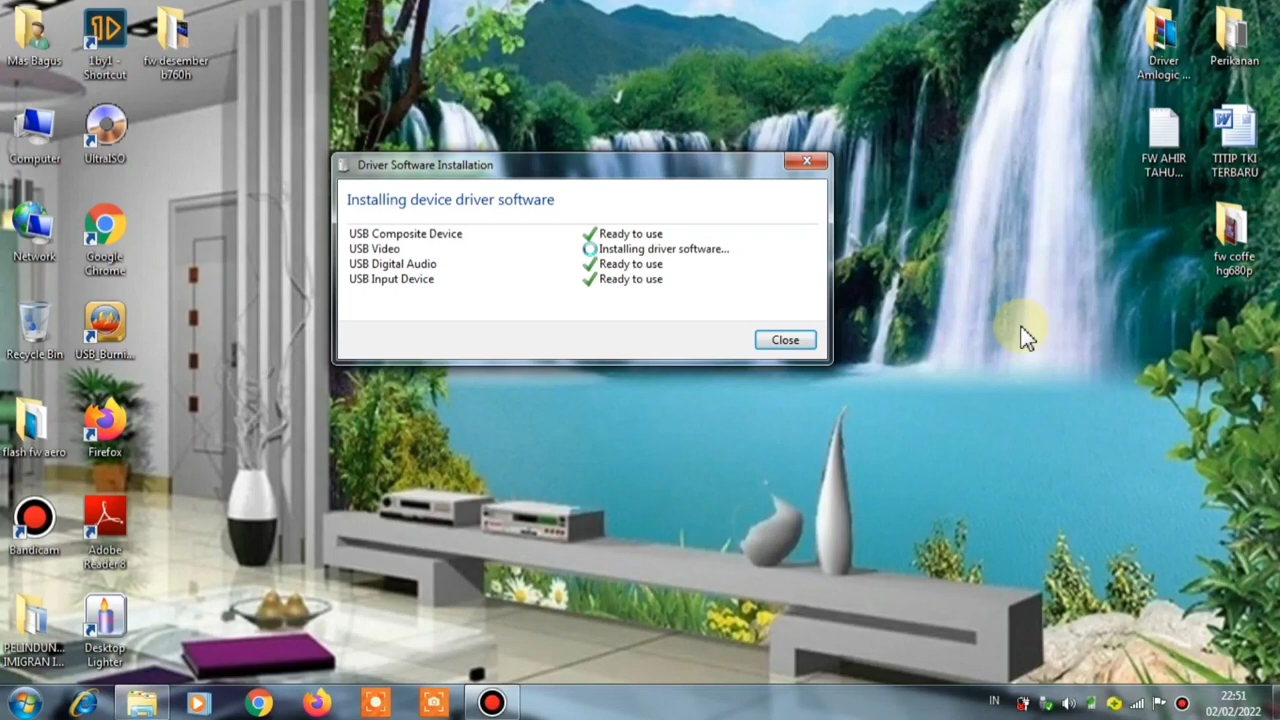 Mas Bagus
1by1 -
Shortcut
fw desember
b760h
Computer
UltraISO
Network
Google
Chrome
Recycle Bin
USB_Burni...
flash fw aero
Firefox
Bandicam
Adobe
Reader 8
PELINDUN...
IMIGRAN I...
Desktop
Lighter
Driver Software Installation
Installing device driver software
USB Composite Device Ready to use
USB Video Installing driver software...
USB Digital Audio Ready to use
USB Input Device Ready to use
Close
Driver
Amlogic ...
Perikanan
FW AHIR
TAHU...
TITIP TKI
TERBARU
fw coffe
hg680p
IN
22:51
02/02/2022